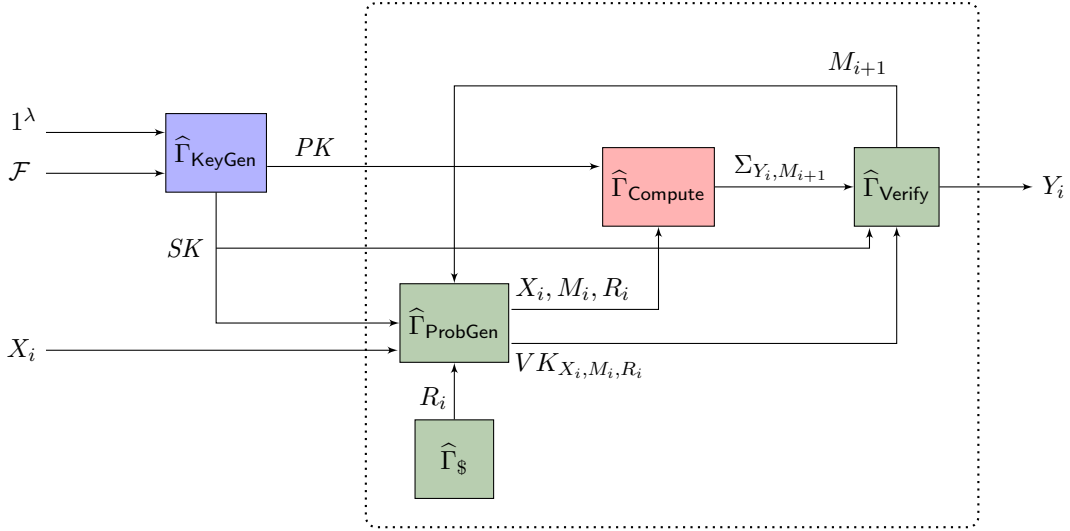 M_{i+1}
1^λ
\mathcal{F}
\widehat{Γ}_{KeyGen}
PK
\widehat{Γ}_{Compute}
Σ_{Y_i, M_{i+1}}
\widehat{Γ}_{Verify}
Y_i
SK
X_i, M_i, R_i
\widehat{Γ}_{ProbGen}
X_i
VK_{X_i, M_i, R_i}
R_i
\widehat{Γ}_$